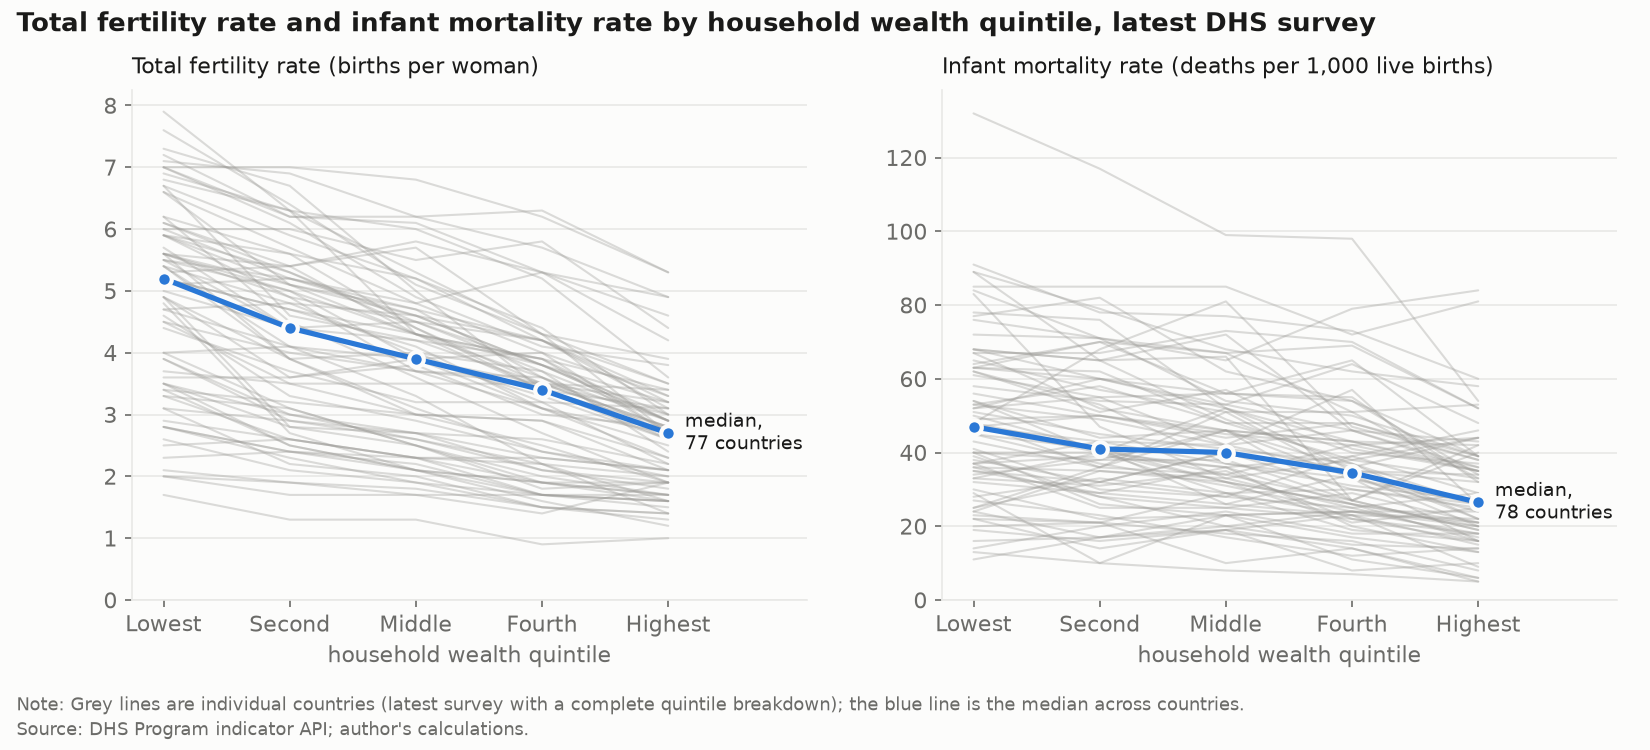 Total fertility rate and infant mortality rate by household wealth quintile, latest DHS survey
Total fertility rate (births per woman)
8
7
6
5
4
3
2
1
0
median,
77 countries
Lowest Second Middle Fourth Highest
household wealth quintile
Infant mortality rate (deaths per 1,000 live births)
120
100
80
60
40
20
0
median,
78 countries
Lowest Second Middle Fourth Highest
household wealth quintile
Note: Grey lines are individual countries (latest survey with a complete quintile breakdown); the blue line is the median across countries.
Source: DHS Program indicator API; author's calculations.